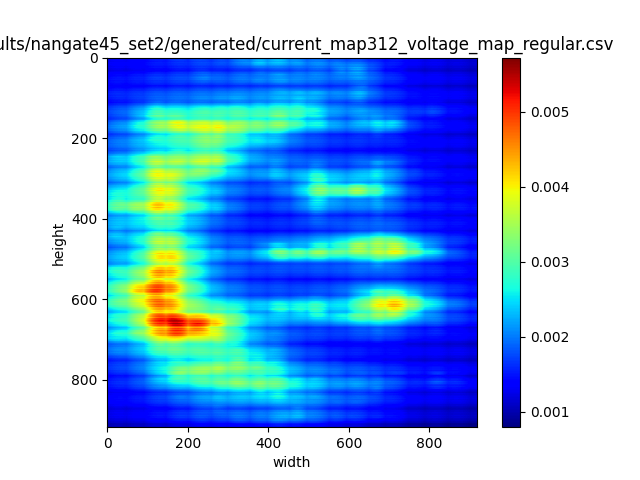 ults/nangate45_set2/generated/current_map312_voltage_map_regular.csv
0
200
400
600
800
height
0 200 400 600 800
width
0.005
0.004
0.003
0.002
0.001